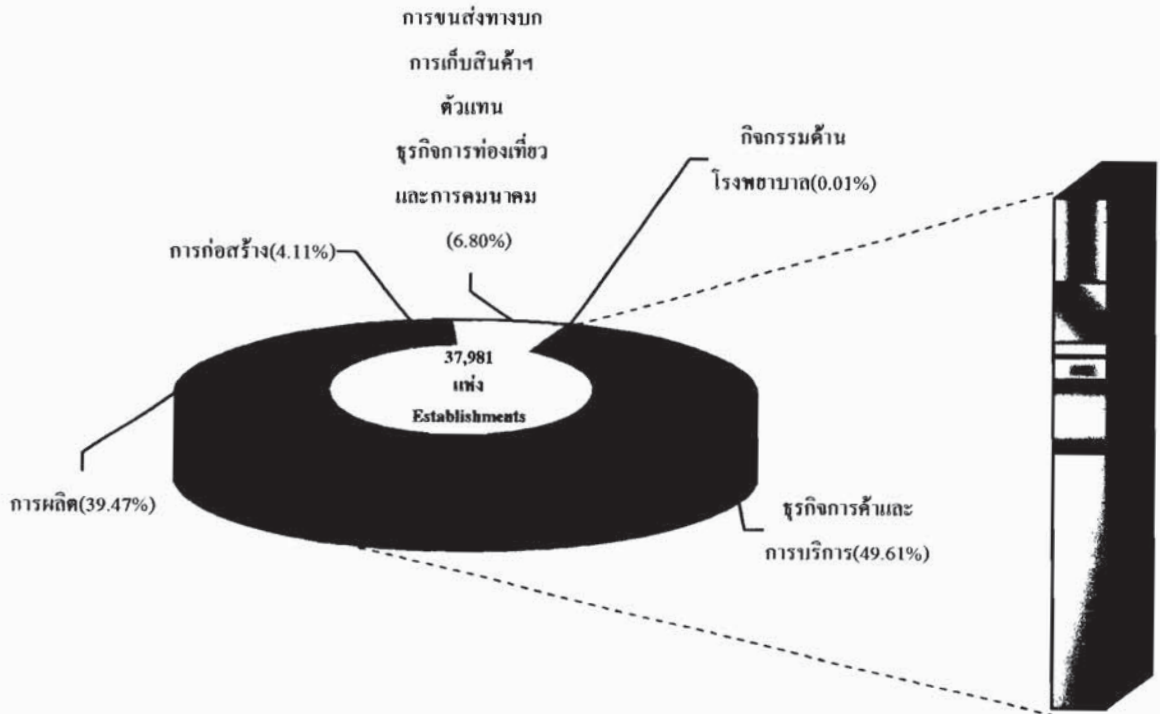 การขนส่งทางบก
การเก็บสินค้าฯ
ตัวแทน
ธุรกิจการท่องเที่ยว
และการคมนาคม
(6.80%)
กิจกรรมด้าน
โรงพยาบาล(0.01%)
การก่อสร้าง(4.11%)
37,981
แห่ง
Establishments
การผลิต(39.47%)
ธุรกิจการค้าและ
การบริการ(49.61%)